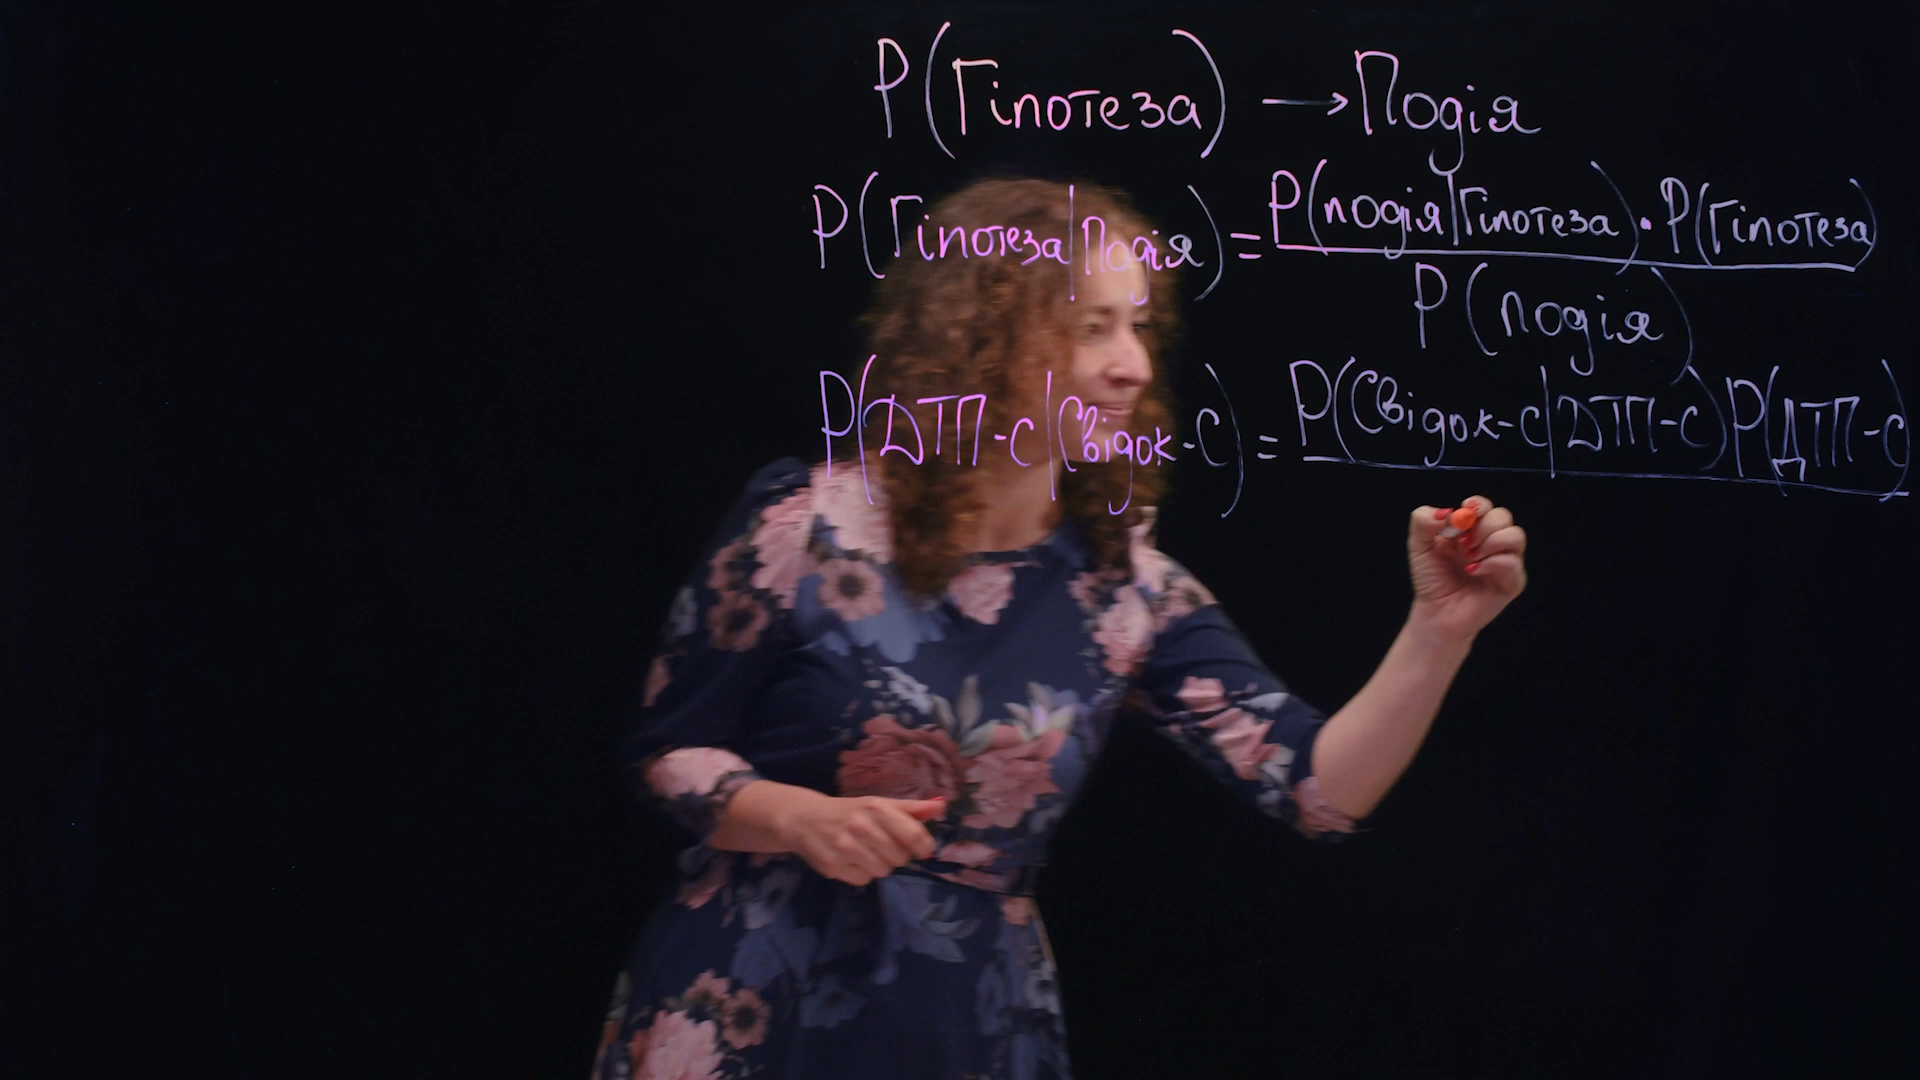 P(Гіпотеза) → Подія
P(Гіпотеза|Подія) = P(подія|Гіпотеза) · P(Гіпотеза)
P(подія)
P(ДТП-С|Свідок-С) = P(Свідок-С|ДТП-С) P(ДТП-С)